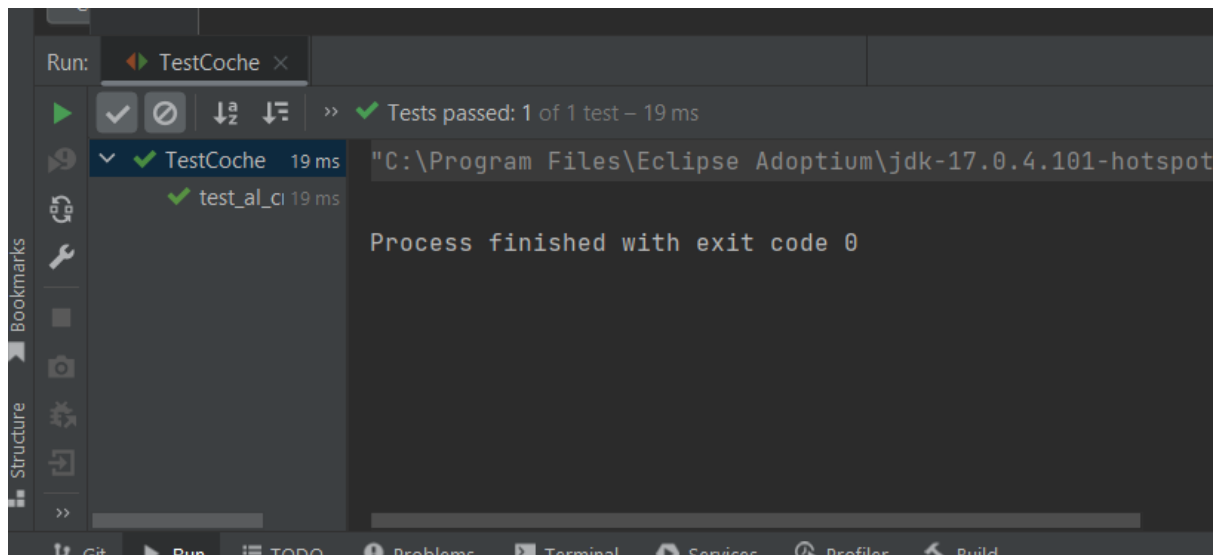 Run: TestCoche
Tests passed: 1 of 1 test – 19 ms
TestCoche 19 ms
"C:\Program Files\Eclipse Adoptium\jdk-17.0.4.101-hotspot
test_al_c 19 ms
Process finished with exit code 0
Bookmarks
Structure
Git Run TODO Problems Terminal Services Profiler Build